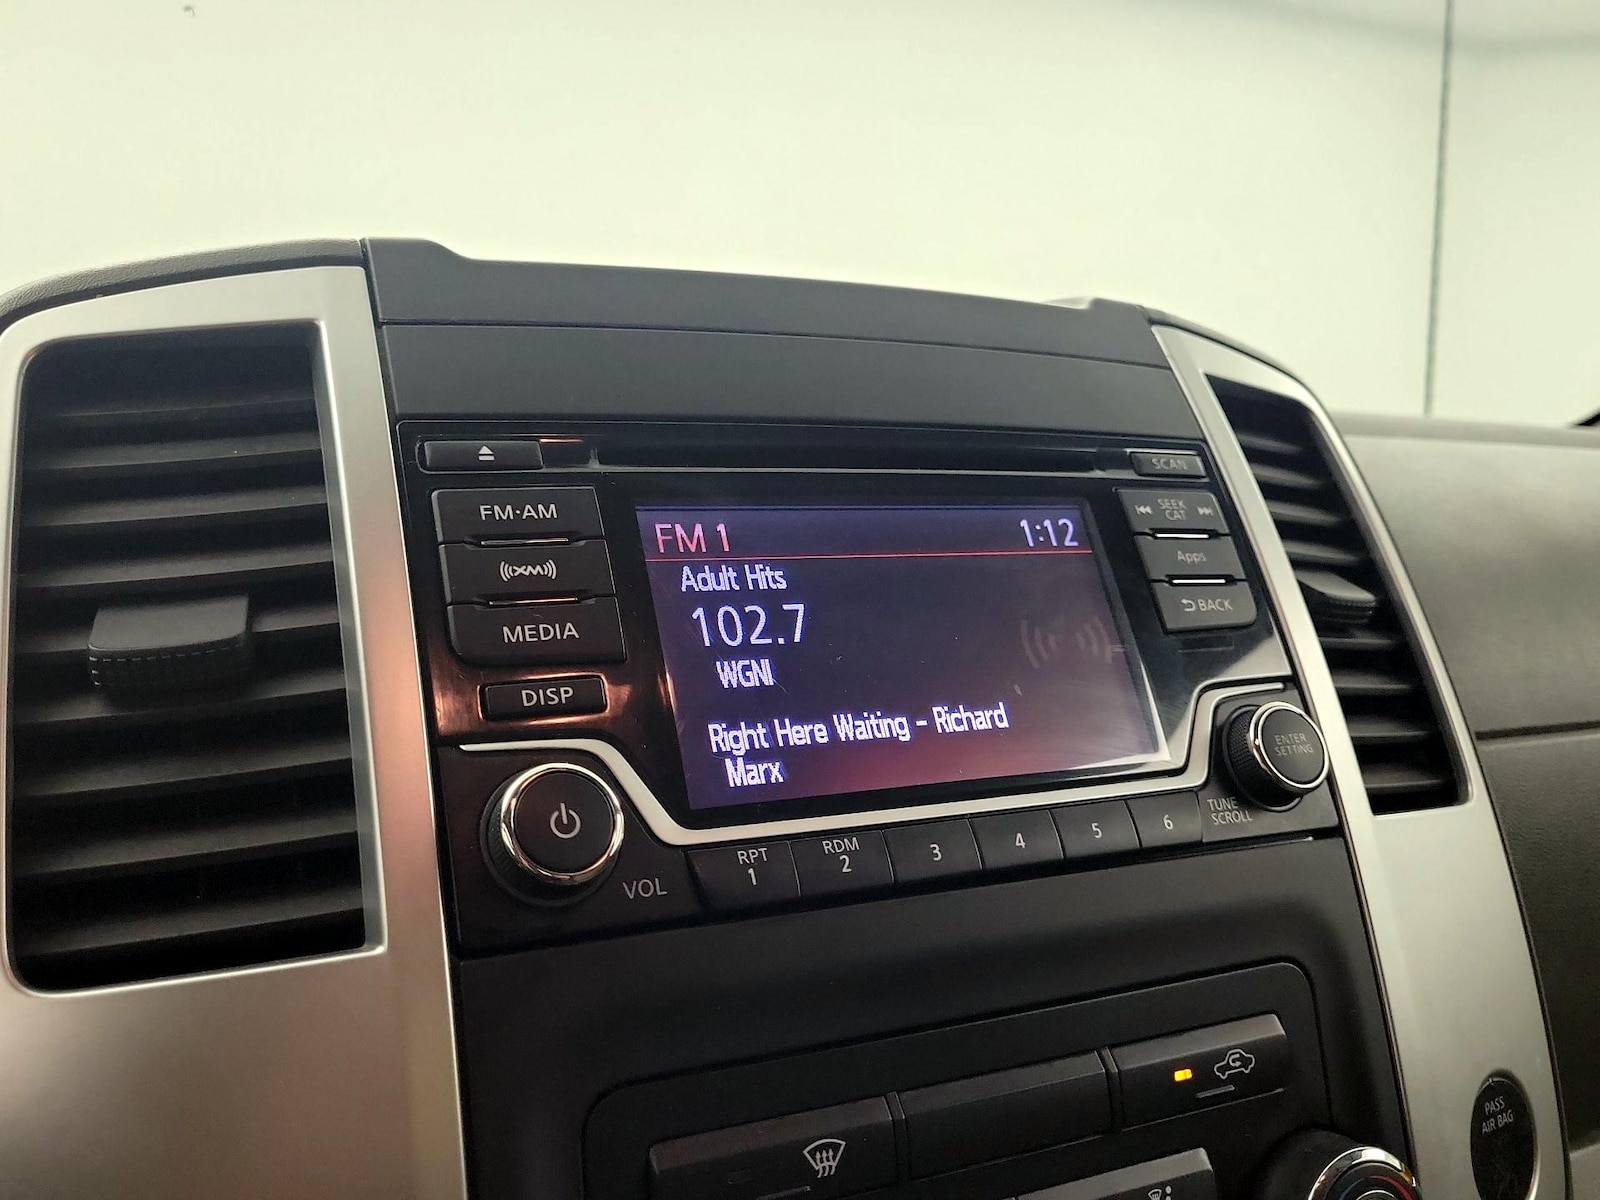 SCAN
FM·AM
SEEK
CAT
FM 1
1:12
XM
Apps
Adult Hits
BACK
102.7
MEDIA
WGNI
DISP
Right Here Waiting - Richard
Marx
ENTER
SETTING
TUNE
SCROLL
VOL
RPT
1
RDM
2
3
4
5
6
PASS
AIR BAG